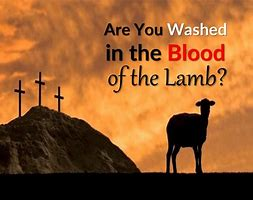 Are You Washed
in the Blood
of the Lamb?